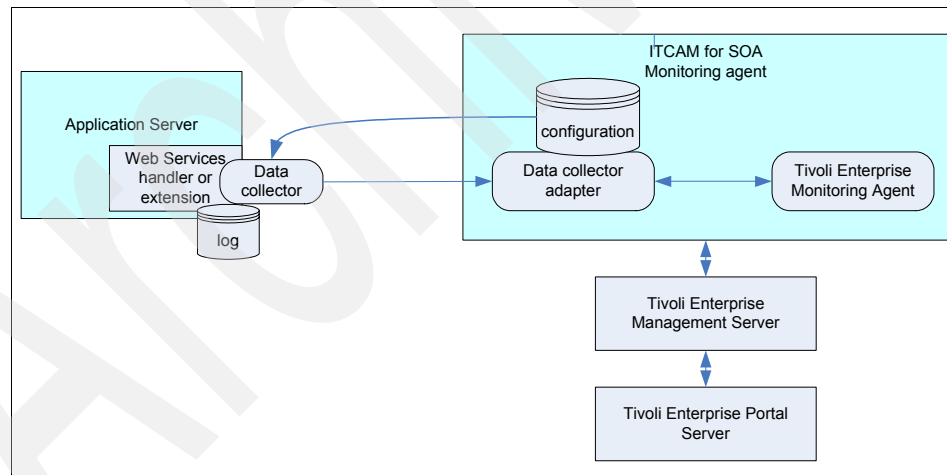 ITCAM for SOA
Monitoring agent
Application Server
configuration
Web Services
handler or
extension
Data
collector
Data collector
adapter
Tivoli Enterprise
Monitoring Agent
log
Tivoli Enterprise
Management Server
Tivoli Enterprise Portal
Server